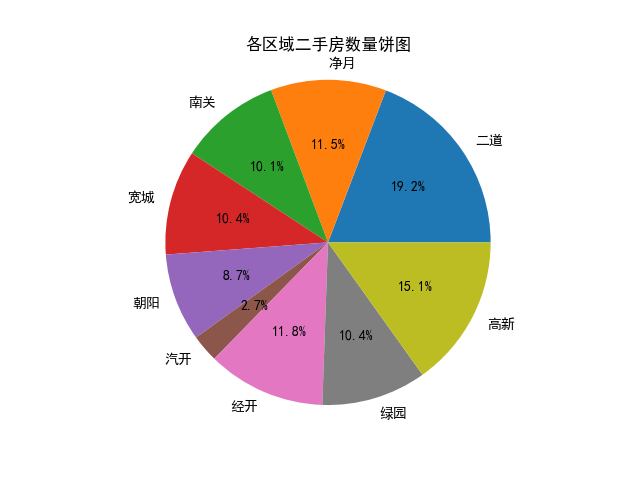 各区域二手房数量饼图
净月
南关
二道
11.5%
10.1%
19.2%
宽城
10.4%
8.7%
15.1%
朝阳
2.7%
高新
11.8%
10.4%
汽开
经开
绿园